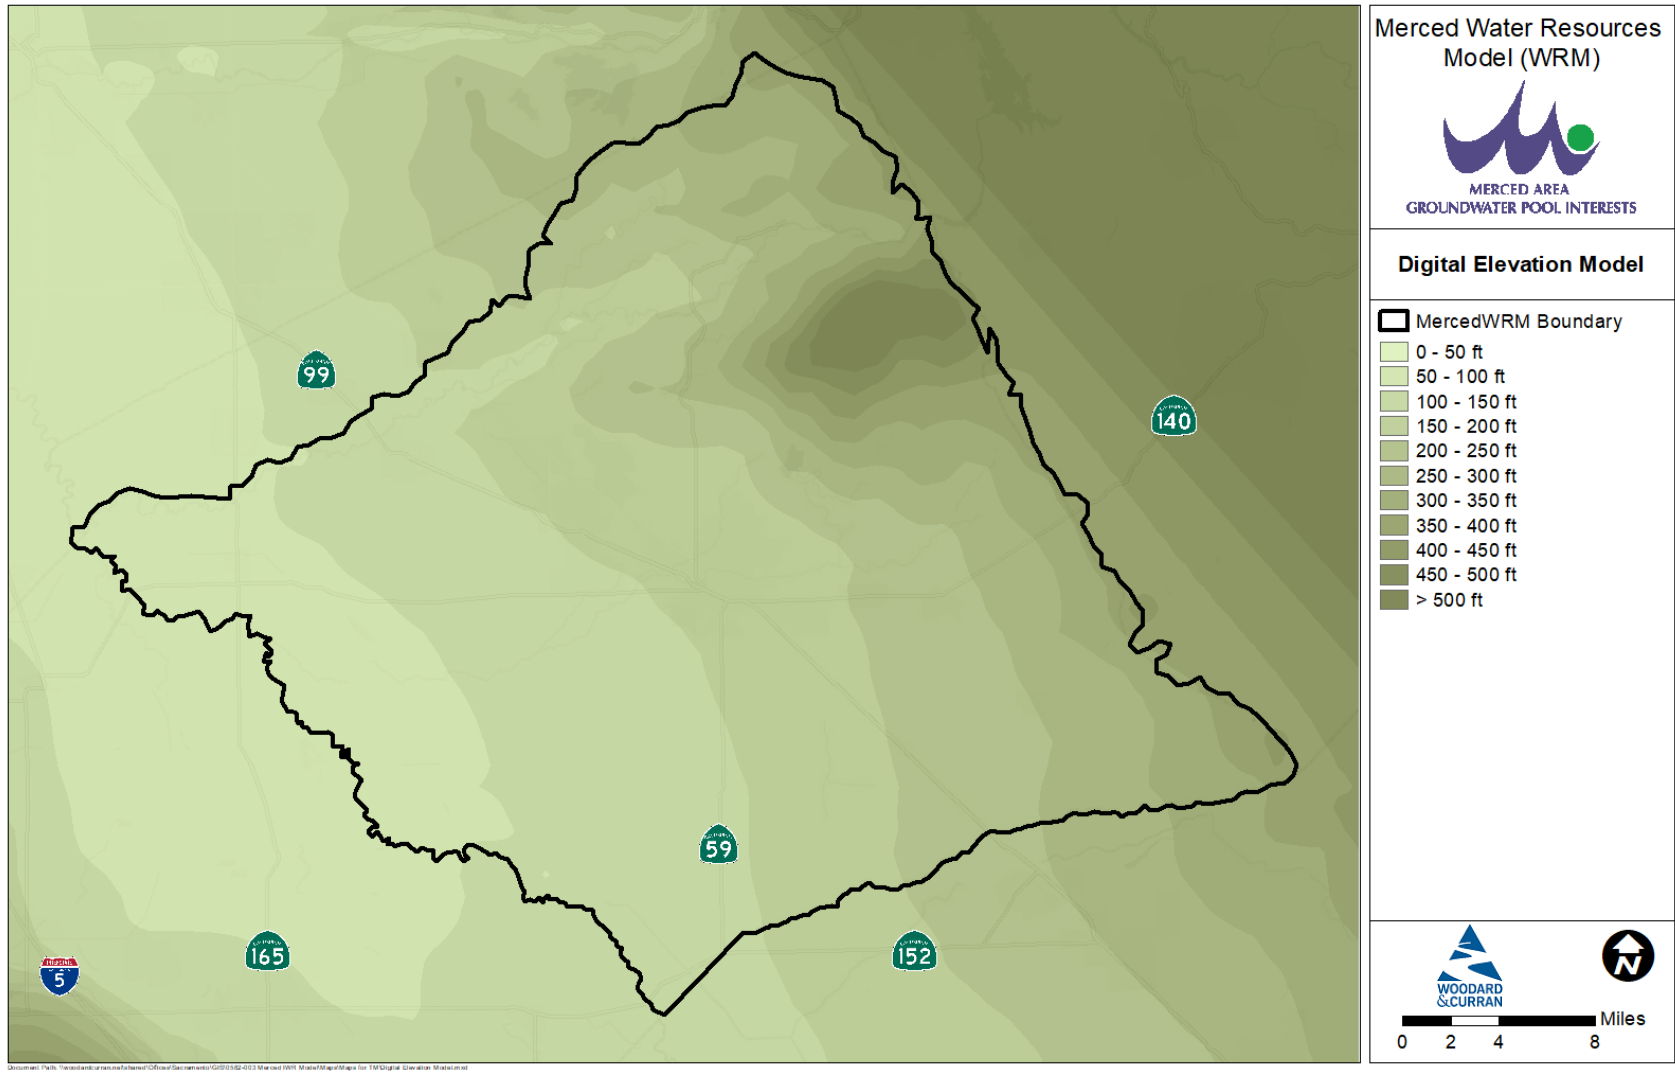 Merced Water Resources
Model (WRM)
MERCED AREA
GROUNDWATER POOL INTERESTS
Digital Elevation Model
MercedWRM Boundary
0 - 50 ft
50 - 100 ft
100 - 150 ft
150 - 200 ft
200 - 250 ft
250 - 300 ft
300 - 350 ft
350 - 400 ft
400 - 450 ft
450 - 500 ft
> 500 ft
99
140
59
165
152
5
WOODARD
&CURRAN
N
Miles
0 2 4 8